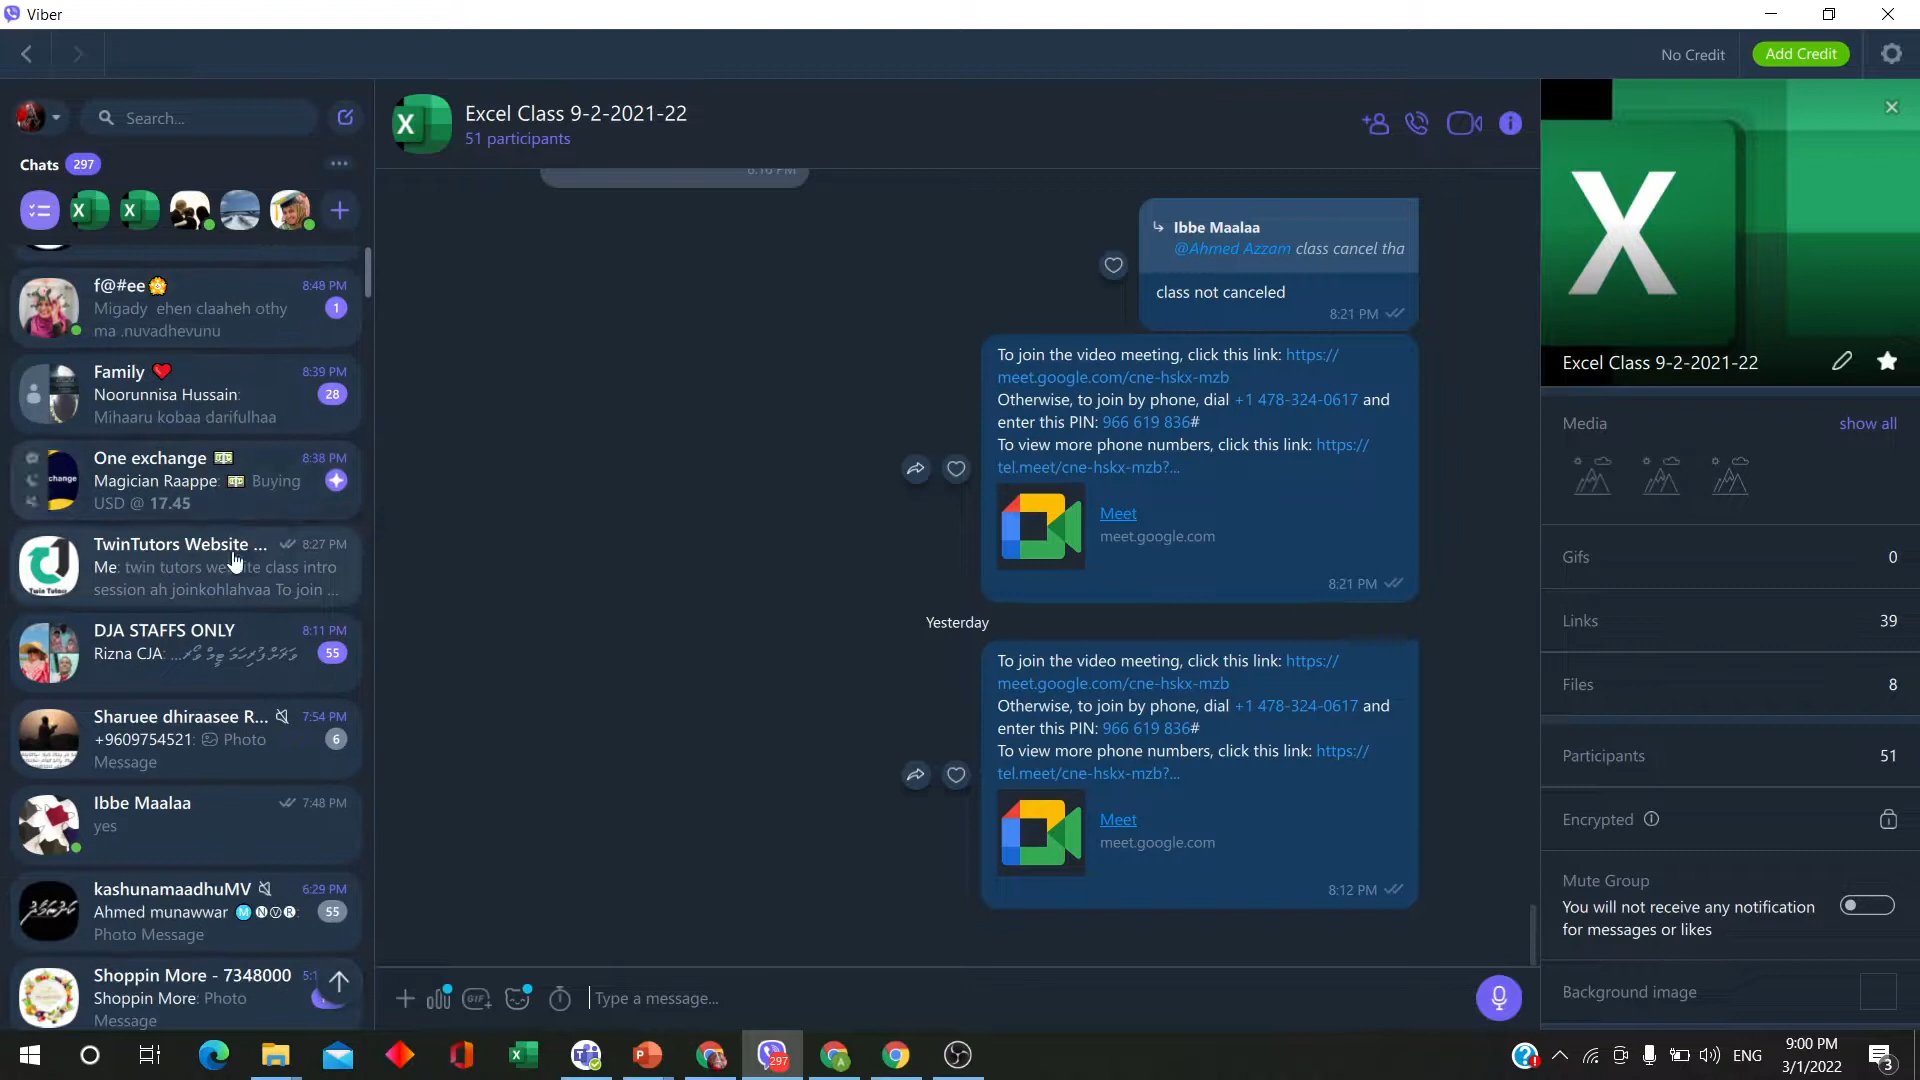 Viber
No Credit
Add Credit
Search...
Chats 297
f@#ee 8:48 PM
Migady ehen claaheh othy 1
ma .nuvadhevunu
Family ❤ 8:39 PM
Noorunnisa Hussain: 28
Mihaaru kobaa darifulhaa
One exchange 8:38 PM
Magician Raappe: Buying
USD @ 17.45
change
TwinTutors Website ... 8:27 PM
Me: twin tutors website class intro
session ah joinkohlahvaa To join ...
Twin Tutors
DJA STAFFS ONLY 8:11 PM
Rizna CJA: 55
Sharuee dhiraasee R... 7:54 PM
+9609754521: Photo 6
Message
Ibbe Maalaa 7:48 PM
yes
kashunamaadhuMV 6:29 PM
Ahmed munawwar Ⓜ🅝ⓋⓇ: 55
Photo Message
Shoppin More - 7348000 5:1
Shoppin More: Photo
Message
Excel Class 9-2-2021-22
51 participants
8:16 PM
Ibbe Maalaa
@Ahmed Azzam class cancel tha
class not canceled
8:21 PM
To join the video meeting, click this link: https://
meet.google.com/cne-hskx-mzb
Otherwise, to join by phone, dial +1 478-324-0617 and
enter this PIN: 966 619 836#
To view more phone numbers, click this link: https://
tel.meet/cne-hskx-mzb?...
Meet
meet.google.com
8:21 PM
Yesterday
To join the video meeting, click this link: https://
meet.google.com/cne-hskx-mzb
Otherwise, to join by phone, dial +1 478-324-0617 and
enter this PIN: 966 619 836#
To view more phone numbers, click this link: https://
tel.meet/cne-hskx-mzb?...
Meet
meet.google.com
8:12 PM
GIF
Type a message...
X
Excel Class 9-2-2021-22
Media show all
Gifs 0
Links 39
Files 8
Participants 51
Encrypted
Mute Group
You will not receive any notification
for messages or likes
Background image
297
ENG
9:00 PM
3/1/2022
3